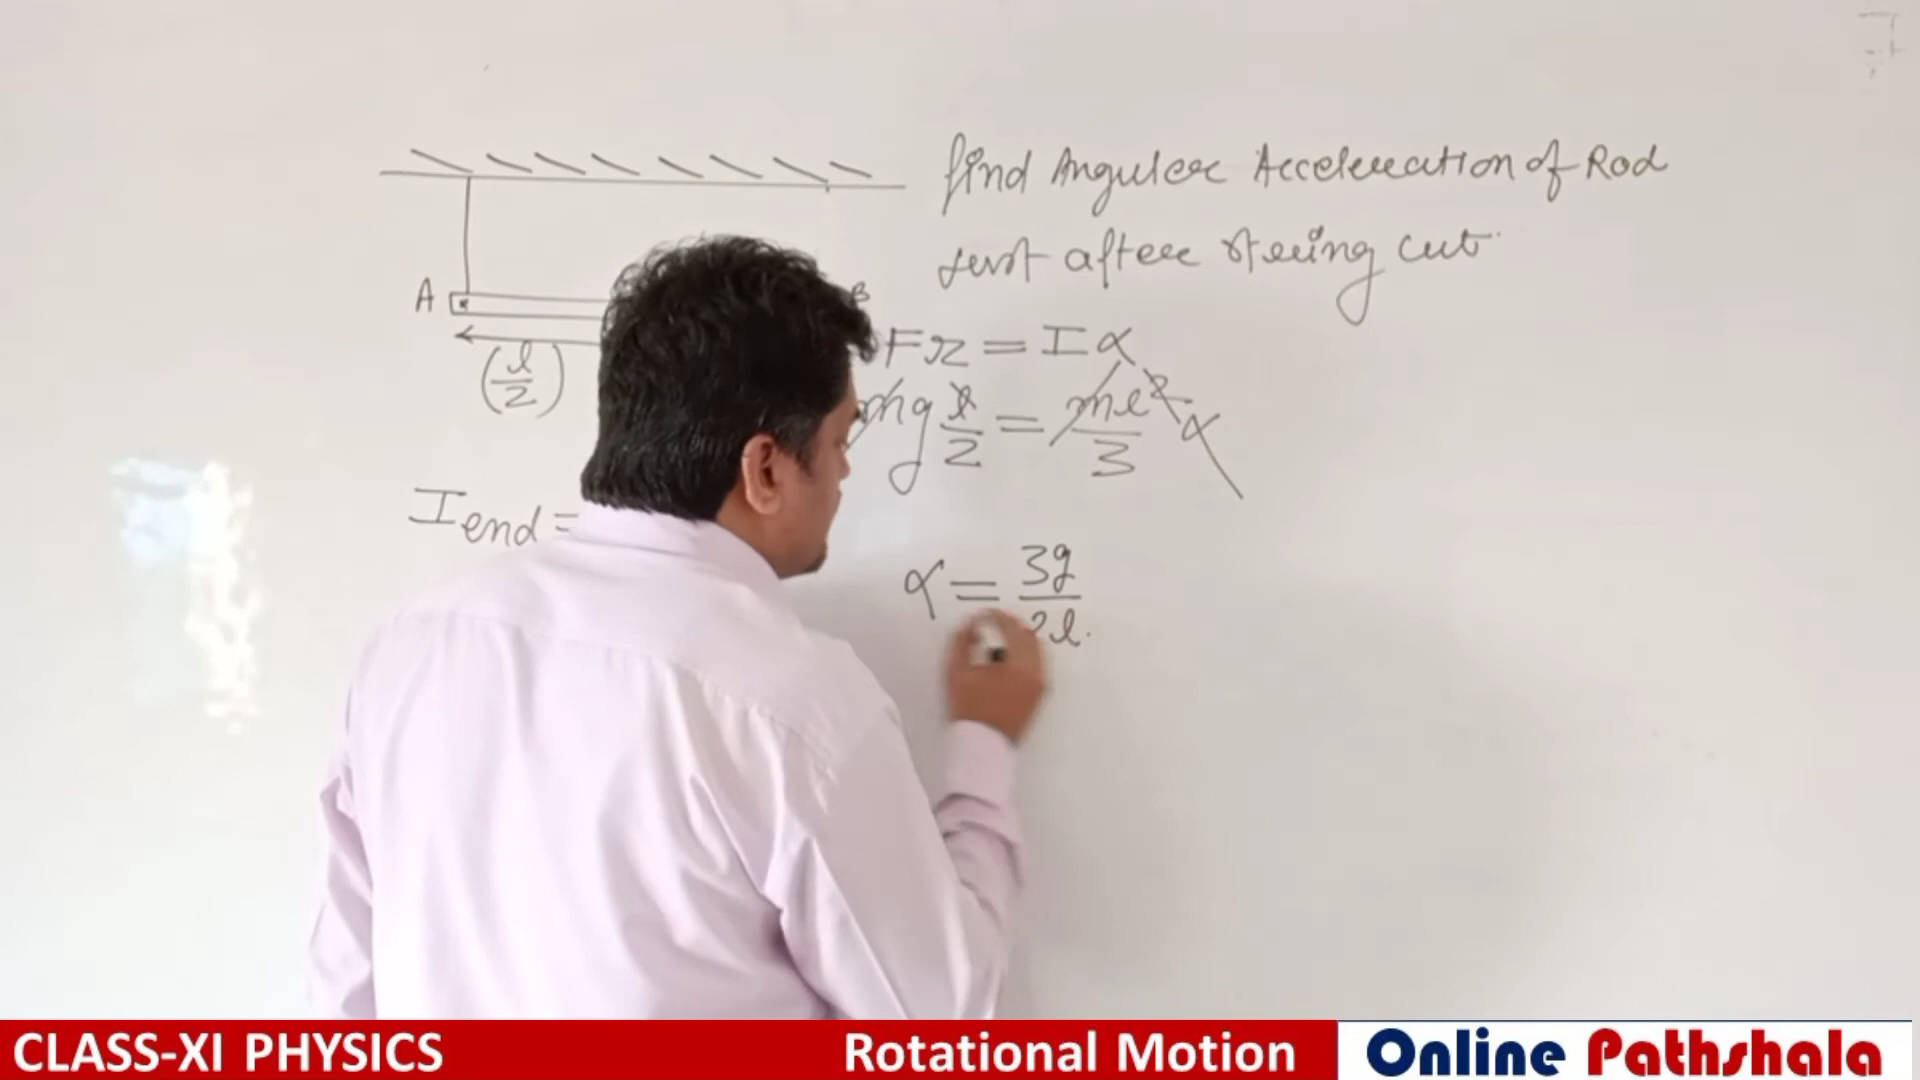 find Angular Acceleration of Rod
Just after string cut
A
B
Fr = Iα
(l/2)
mg l/2 = ml²/3 α
I end =
α = 3g/2l
CLASS-XI PHYSICS Rotational Motion Online Pathshala